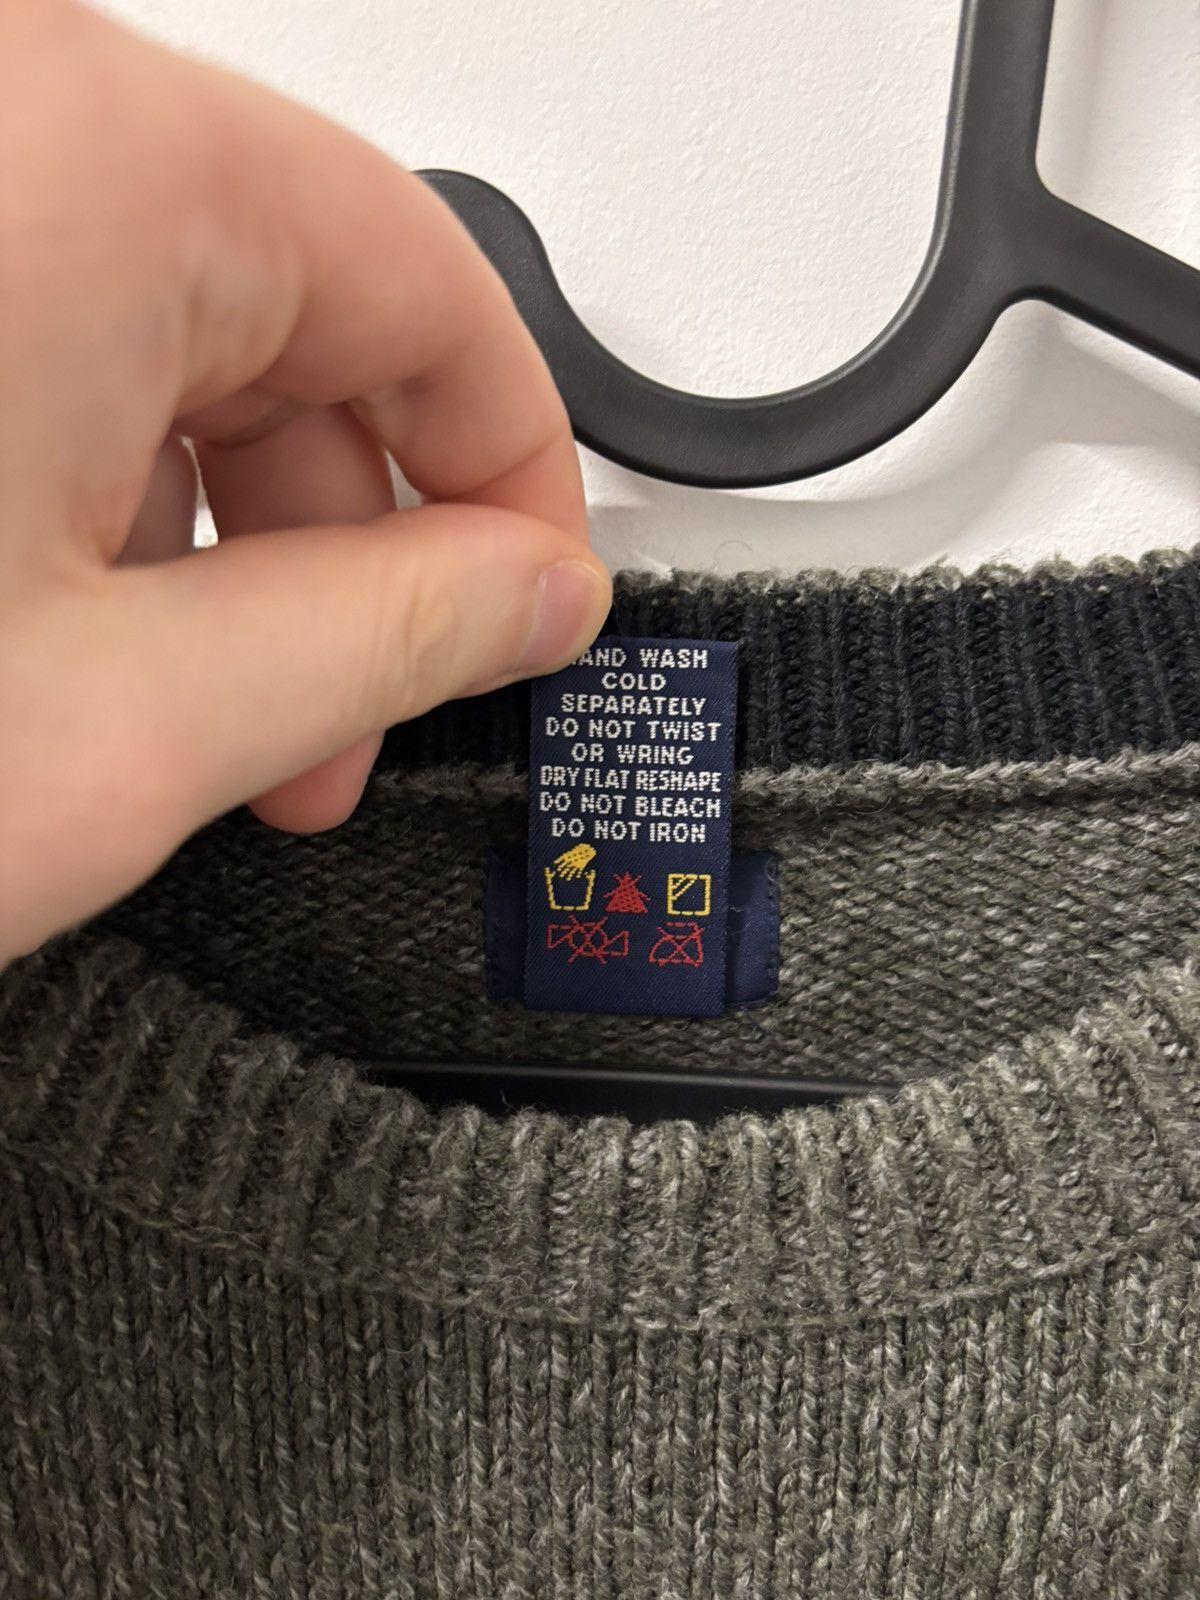 HAND WASH
COLD
SEPARATELY
DO NOT TWIST
OR WRING
DRY FLAT RESHAPE
DO NOT BLEACH
DO NOT IRON